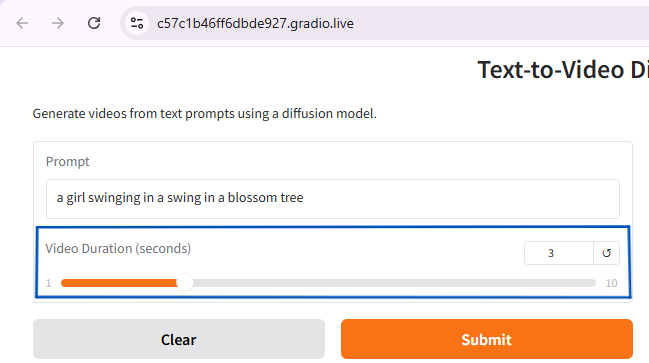 c57c1b46ff6dbde927.gradio.live
Text-to-Video Di
Generate videos from text prompts using a diffusion model.
Prompt
a girl swinging in a swing in a blossom tree
Video Duration (seconds)
3
1
10
Clear
Submit